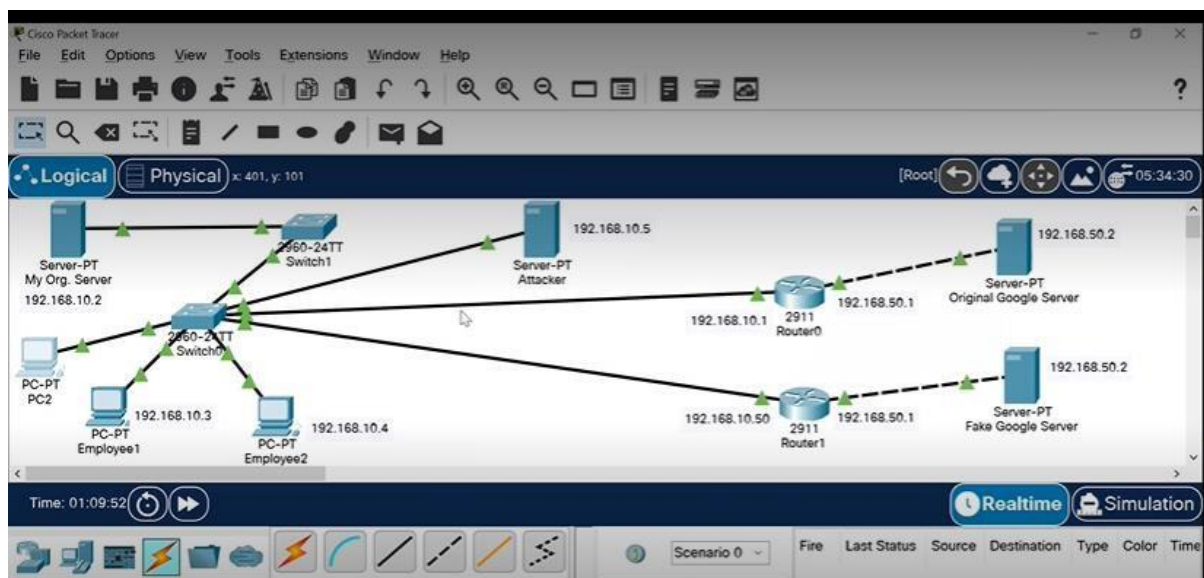 Cisco Packet Tracer
File Edit Options View Tools Extensions Window Help
?
Logical Physical x: 401, y: 101 [Root] 05:34:30
Server-PT
My Org. Server
192.168.10.2
2960-24TT
Switch1
192.168.10.5
Server-PT
Attacker
192.168.50.2
Server-PT
Original Google Server
192.168.50.1
192.168.10.1
2911
Router0
2960-24TT
Switch0
PC-PT
PC2
192.168.10.3
PC-PT
Employee1
192.168.10.4
PC-PT
Employee2
192.168.50.2
Server-PT
Fake Google Server
192.168.10.50
192.168.50.1
2911
Router1
Time: 01:09:52 Realtime Simulation
Scenario 0 Fire Last Status Source Destination Type Color Time